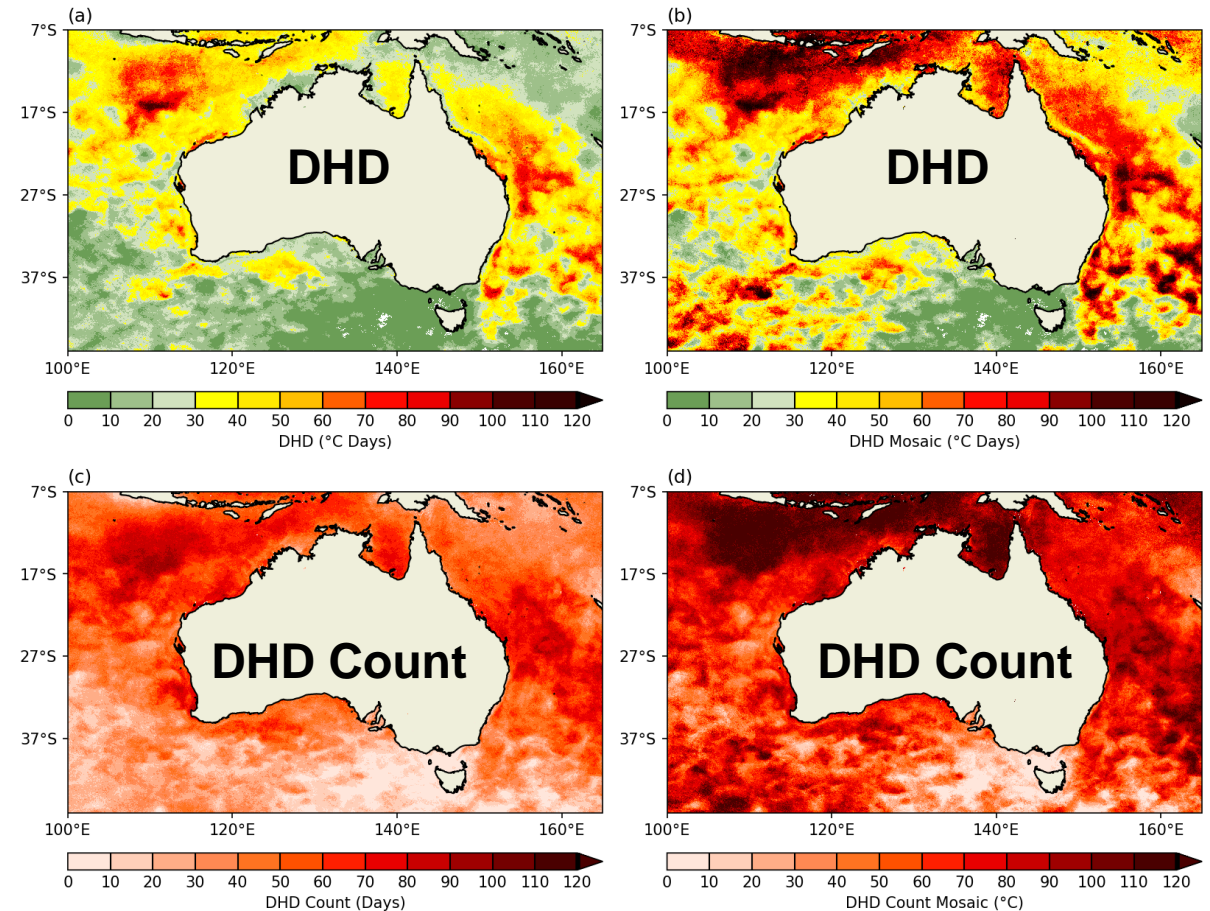 (a)
(b)
7°S
17°S
27°S
37°S
DHD
100°E 120°E 140°E 160°E
0 10 20 30 40 50 60 70 80 90 100 110 120
DHD (°C Days)
7°S
17°S
27°S
37°S
DHD
100°E 120°E 140°E 160°E
0 10 20 30 40 50 60 70 80 90 100 110 120
DHD Mosaic (°C Days)
(c)
(d)
7°S
17°S
27°S
37°S
DHD Count
100°E 120°E 140°E 160°E
0 10 20 30 40 50 60 70 80 90 100 110 120
DHD Count (Days)
7°S
17°S
27°S
37°S
DHD Count
100°E 120°E 140°E 160°E
0 10 20 30 40 50 60 70 80 90 100 110 120
DHD Count Mosaic (°C)